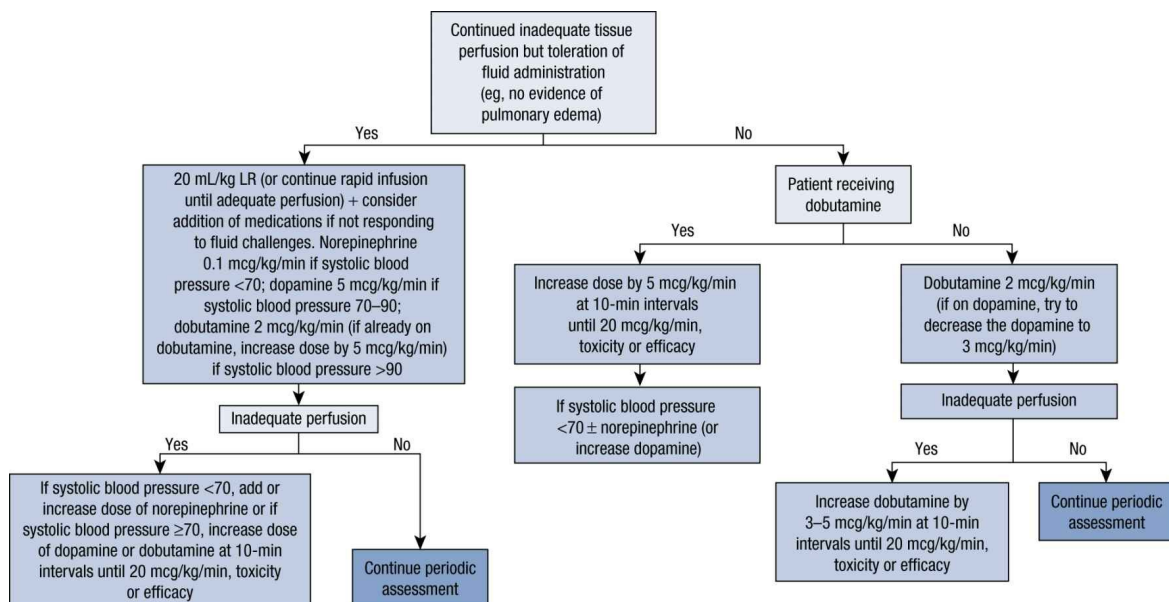 Continued inadequate tissue
perfusion but toleration of
fluid administration
(eg, no evidence of
pulmonary edema)
Yes
No
20 mL/kg LR (or continue rapid infusion
until adequate perfusion) + consider
addition of medications if not responding
to fluid challenges. Norepinephrine
0.1 mcg/kg/min if systolic blood
pressure <70; dopamine 5 mcg/kg/min if
systolic blood pressure 70–90;
dobutamine 2 mcg/kg/min (if already on
dobutamine, increase dose by 5 mcg/kg/min)
if systolic blood pressure >90
Patient receiving
dobutamine
Yes
No
Increase dose by 5 mcg/kg/min
at 10-min intervals
until 20 mcg/kg/min,
toxicity or efficacy
Dobutamine 2 mcg/kg/min
(if on dopamine, try to
decrease the dopamine to
3 mcg/kg/min)
Inadequate perfusion
If systolic blood pressure
<70 ± norepinephrine (or
increase dopamine)
Inadequate perfusion
Yes
No
Yes
No
If systolic blood pressure <70, add or
increase dose of norepinephrine or if
systolic blood pressure ≥70, increase dose
of dopamine or dobutamine at 10-min
intervals until 20 mcg/kg/min, toxicity
or efficacy
Continue periodic
assessment
Increase dobutamine by
3–5 mcg/kg/min at 10-min
intervals until 20 mcg/kg/min,
toxicity or efficacy
Continue periodic
assessment